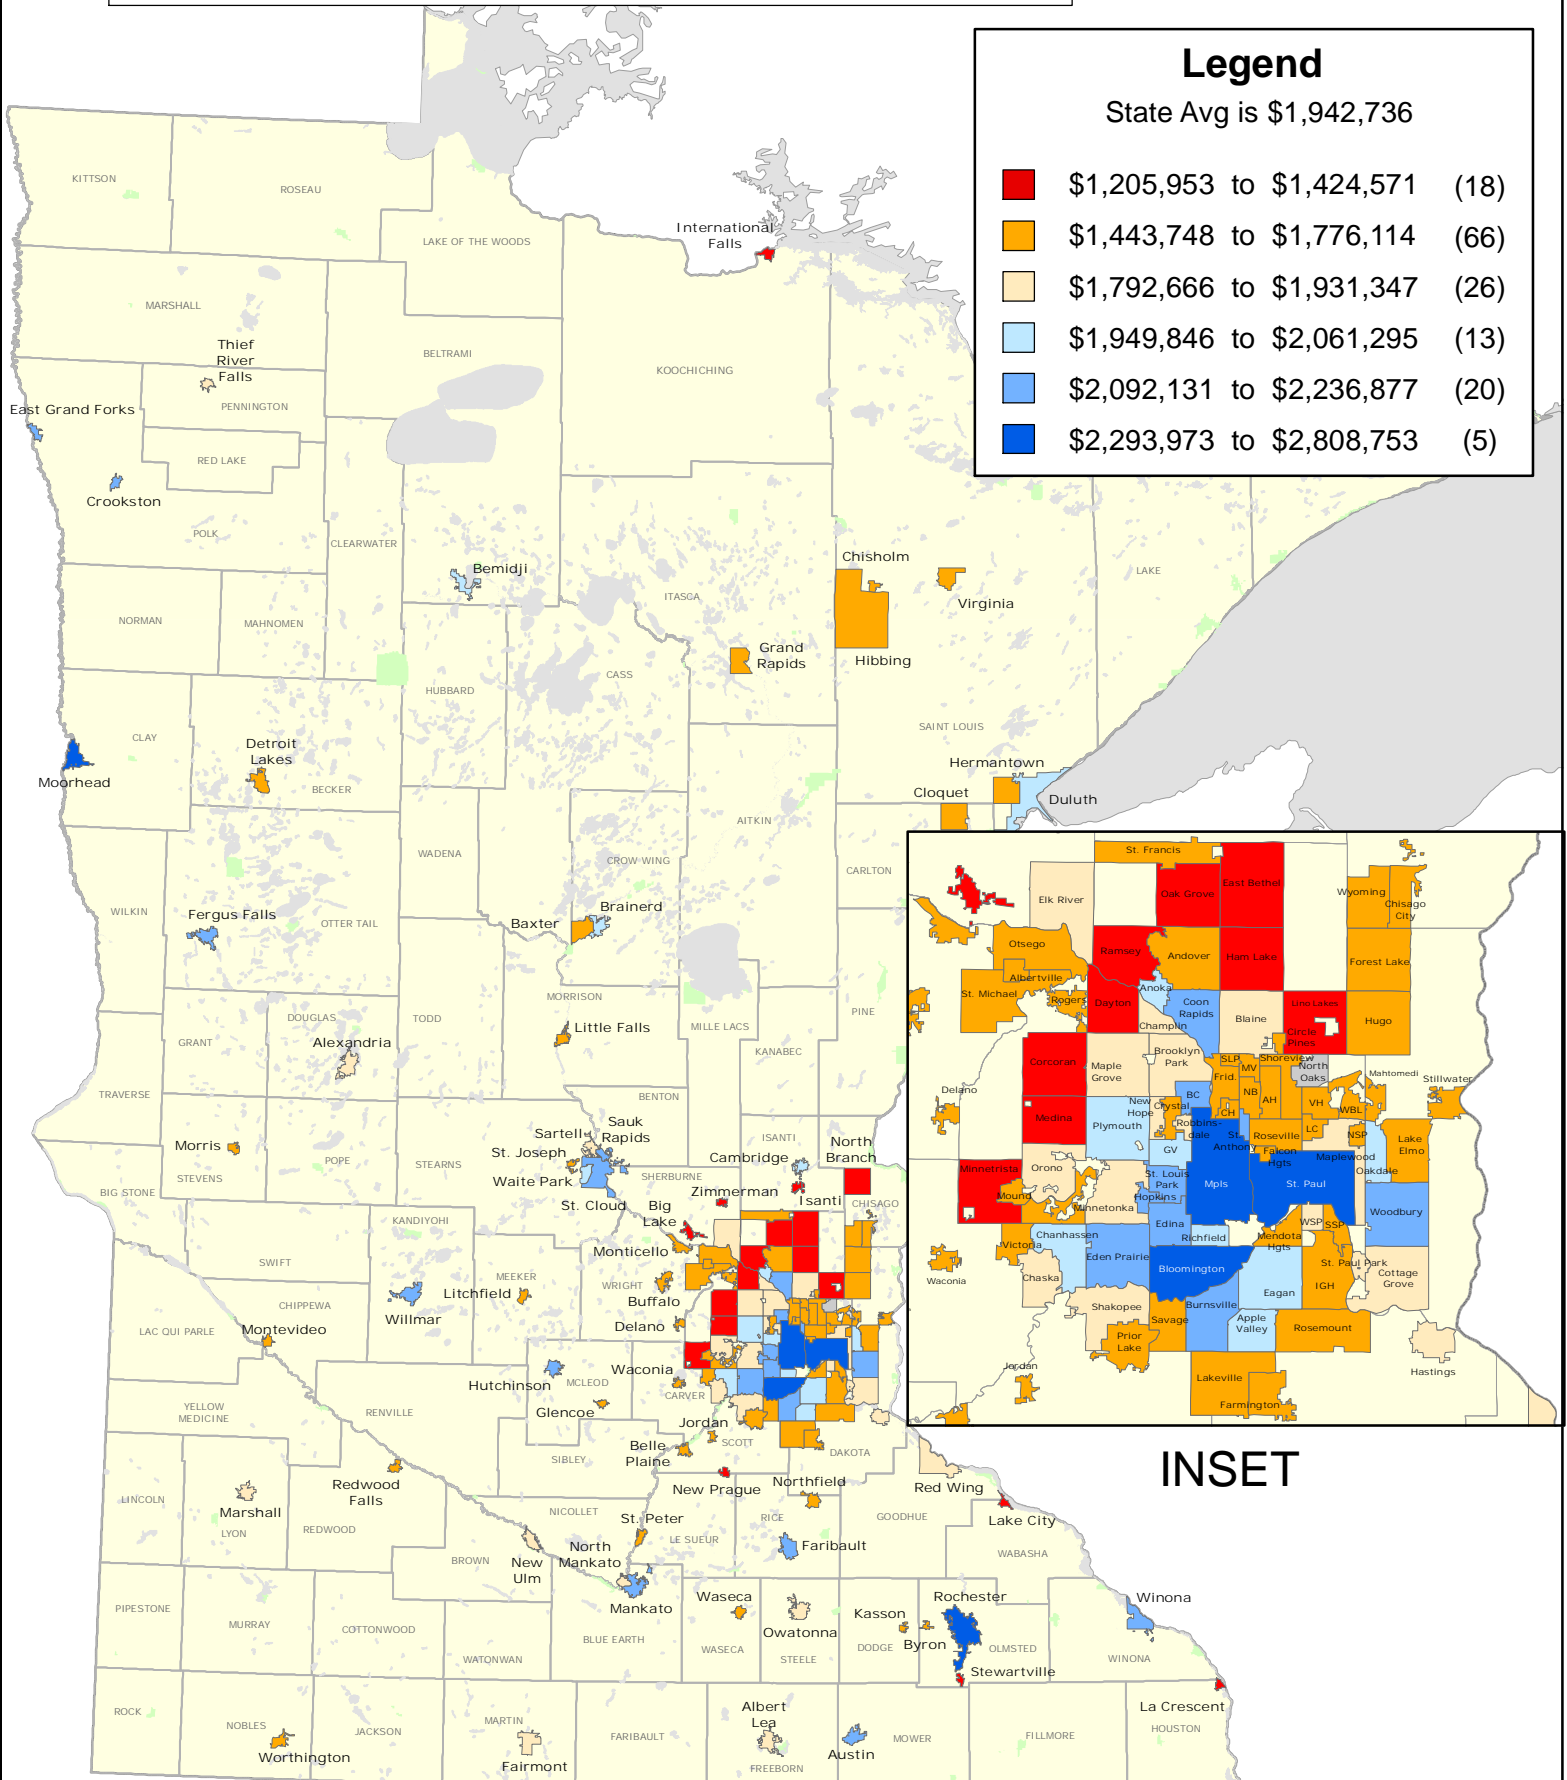 Legend
State Avg is $1,942,736
$1,205,953 to $1,424,571 (18)
$1,443,748 to $1,776,114 (66)
$1,792,666 to $1,931,347 (26)
$1,949,846 to $2,061,295 (13)
$2,092,131 to $2,236,877 (20)
$2,293,973 to $2,808,753 (5)
KITTSON
ROSEAU
LAKE OF THE WOODS
International
Falls
MARSHALL
Thief
River
Falls
BELTRAMI
KOOCHICHING
East Grand Forks
PENNINGTON
RED LAKE
Crookston
POLK
CLEARWATER
Bemidji
Chisholm
Virginia
LAKE
ITASCA
NORMAN
MAHNOMEN
Grand
Rapids
Hibbing
HUBBARD
CASS
SAINT LOUIS
CLAY
Moorhead
Detroit
Lakes
BECKER
Hermantown
Cloquet
Duluth
AITKIN
WADENA
CROW WING
CARLTON
WILKIN
Fergus Falls
OTTER TAIL
Baxter
Brainerd
MORRISON
Little Falls
MILLE LACS
PINE
KANABEC
GRANT
DOUGLAS
Alexandria
TODD
TRAVERSE
BENTON
Morris
STEVENS
POPE
STEARNS
BIG STONE
Sartell
Sauk
Rapids
St. Joseph
Waite Park
St. Cloud
SHERBURNE
ISANTI
Cambridge
North
Branch
Zimmerman
Isanti
CHISAGO
Big
Lake
Monticello
SWIFT
KANDIYOHI
MEEKER
WRIGHT
Buffalo
Litchfield
Willmar
CHIPPEWA
LAC QUI PARLE
Montevideo
Delano
Waconia
Hutchinson
MCLEOD
Glencoe
CARVER
YELLOW
MEDICINE
RENVILLE
Jordan
SCOTT
DAKOTA
Belle
Plaine
SIBLEY
New Prague
Northfield
Red Wing
Lake City
LINCOLN
Marshall
LYON
Redwood
Falls
REDWOOD
NICOLLET
St. Peter
LE SUEUR
RICE
GOODHUE
WABASHA
BROWN
New
Ulm
North
Mankato
Faribault
Mankato
PIPESTONE
MURRAY
COTTONWOOD
WATONWAN
BLUE EARTH
Waseca
WASECA
Owatonna
STEELE
Kasson
DODGE
Byron
Rochester
OLMSTED
Stewartville
Winona
WINONA
La Crescent
HOUSTON
ROCK
NOBLES
Worthington
JACKSON
MARTIN
Fairmont
FARIBAULT
Albert
Lea
FREEBORN
Austin
MOWER
FILLMORE
St. Francis
Elk River
Oak Grove
East Bethel
Wyoming
Chisago
City
Otsego
Ramsey
Andover
Ham Lake
Forest Lake
Albertville
St. Michael
Rogers
Dayton
Anoka
Coon
Rapids
Champlin
Blaine
Lino Lakes
Circle
Pines
Hugo
Corcoran
Maple
Grove
Brooklyn
Park
SLP
MV
Shoreview
North
Oaks
Frid.
NB
AH
VH
WBL
Mahtomedi
Stillwater
Delano
Medina
New
Hope
Crystal
BC
CH
Plymouth
Robbins-
dale
St.
Anthony
Roseville
LC
NSP
Lake
Elmo
GV
Falcon
Hgts
Maplewood
Oakdale
Minnetrista
Orono
Mound
Minnetonka
St. Louis
Park
Hopkins
Mpls
St. Paul
Woodbury
Victoria
Chanhassen
Edina
Richfield
Mendota
Hgts
WSP
SSP
Eden Prairie
Bloomington
Waconia
Chaska
Eagan
IGH
St. Paul Park
Cottage
Grove
Shakopee
Savage
Burnsville
Apple
Valley
Rosemount
Prior
Lake
Jordan
Lakeville
Farmington
Hastings
INSET